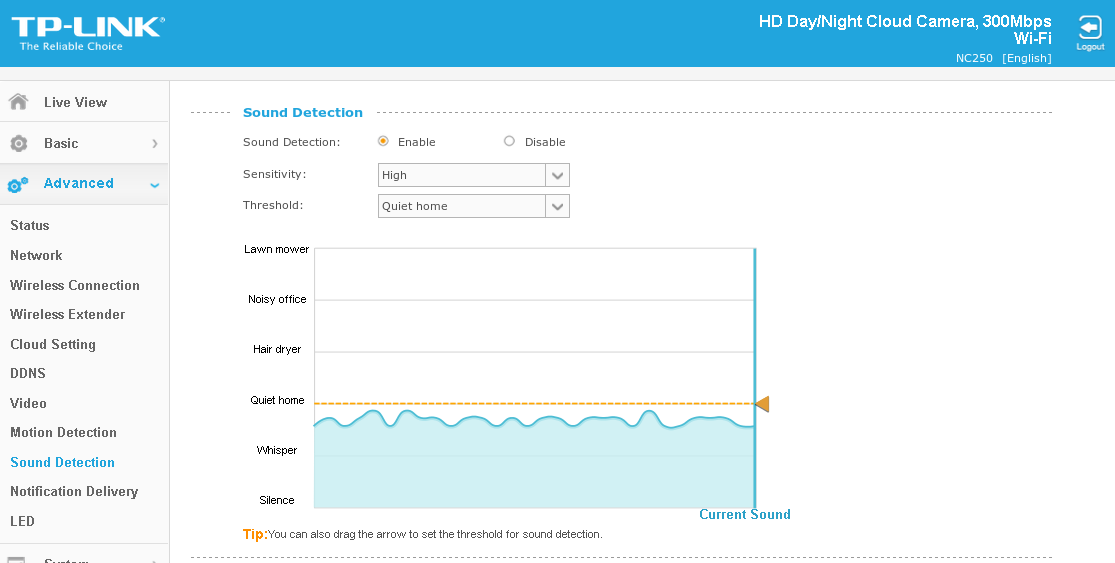 TP-LINK®
The Reliable Choice
HD Day/Night Cloud Camera, 300Mbps
Wi-Fi
NC250 [English]
Logout
Live View
Basic
Advanced
Status
Network
Wireless Connection
Wireless Extender
Cloud Setting
DDNS
Video
Motion Detection
Sound Detection
Notification Delivery
LED
System
Sound Detection
Sound Detection: Enable Disable
Sensitivity: High
Threshold: Quiet home
Lawn mower
Noisy office
Hair dryer
Quiet home
Whisper
Silence
Current Sound
Tip:You can also drag the arrow to set the threshold for sound detection.